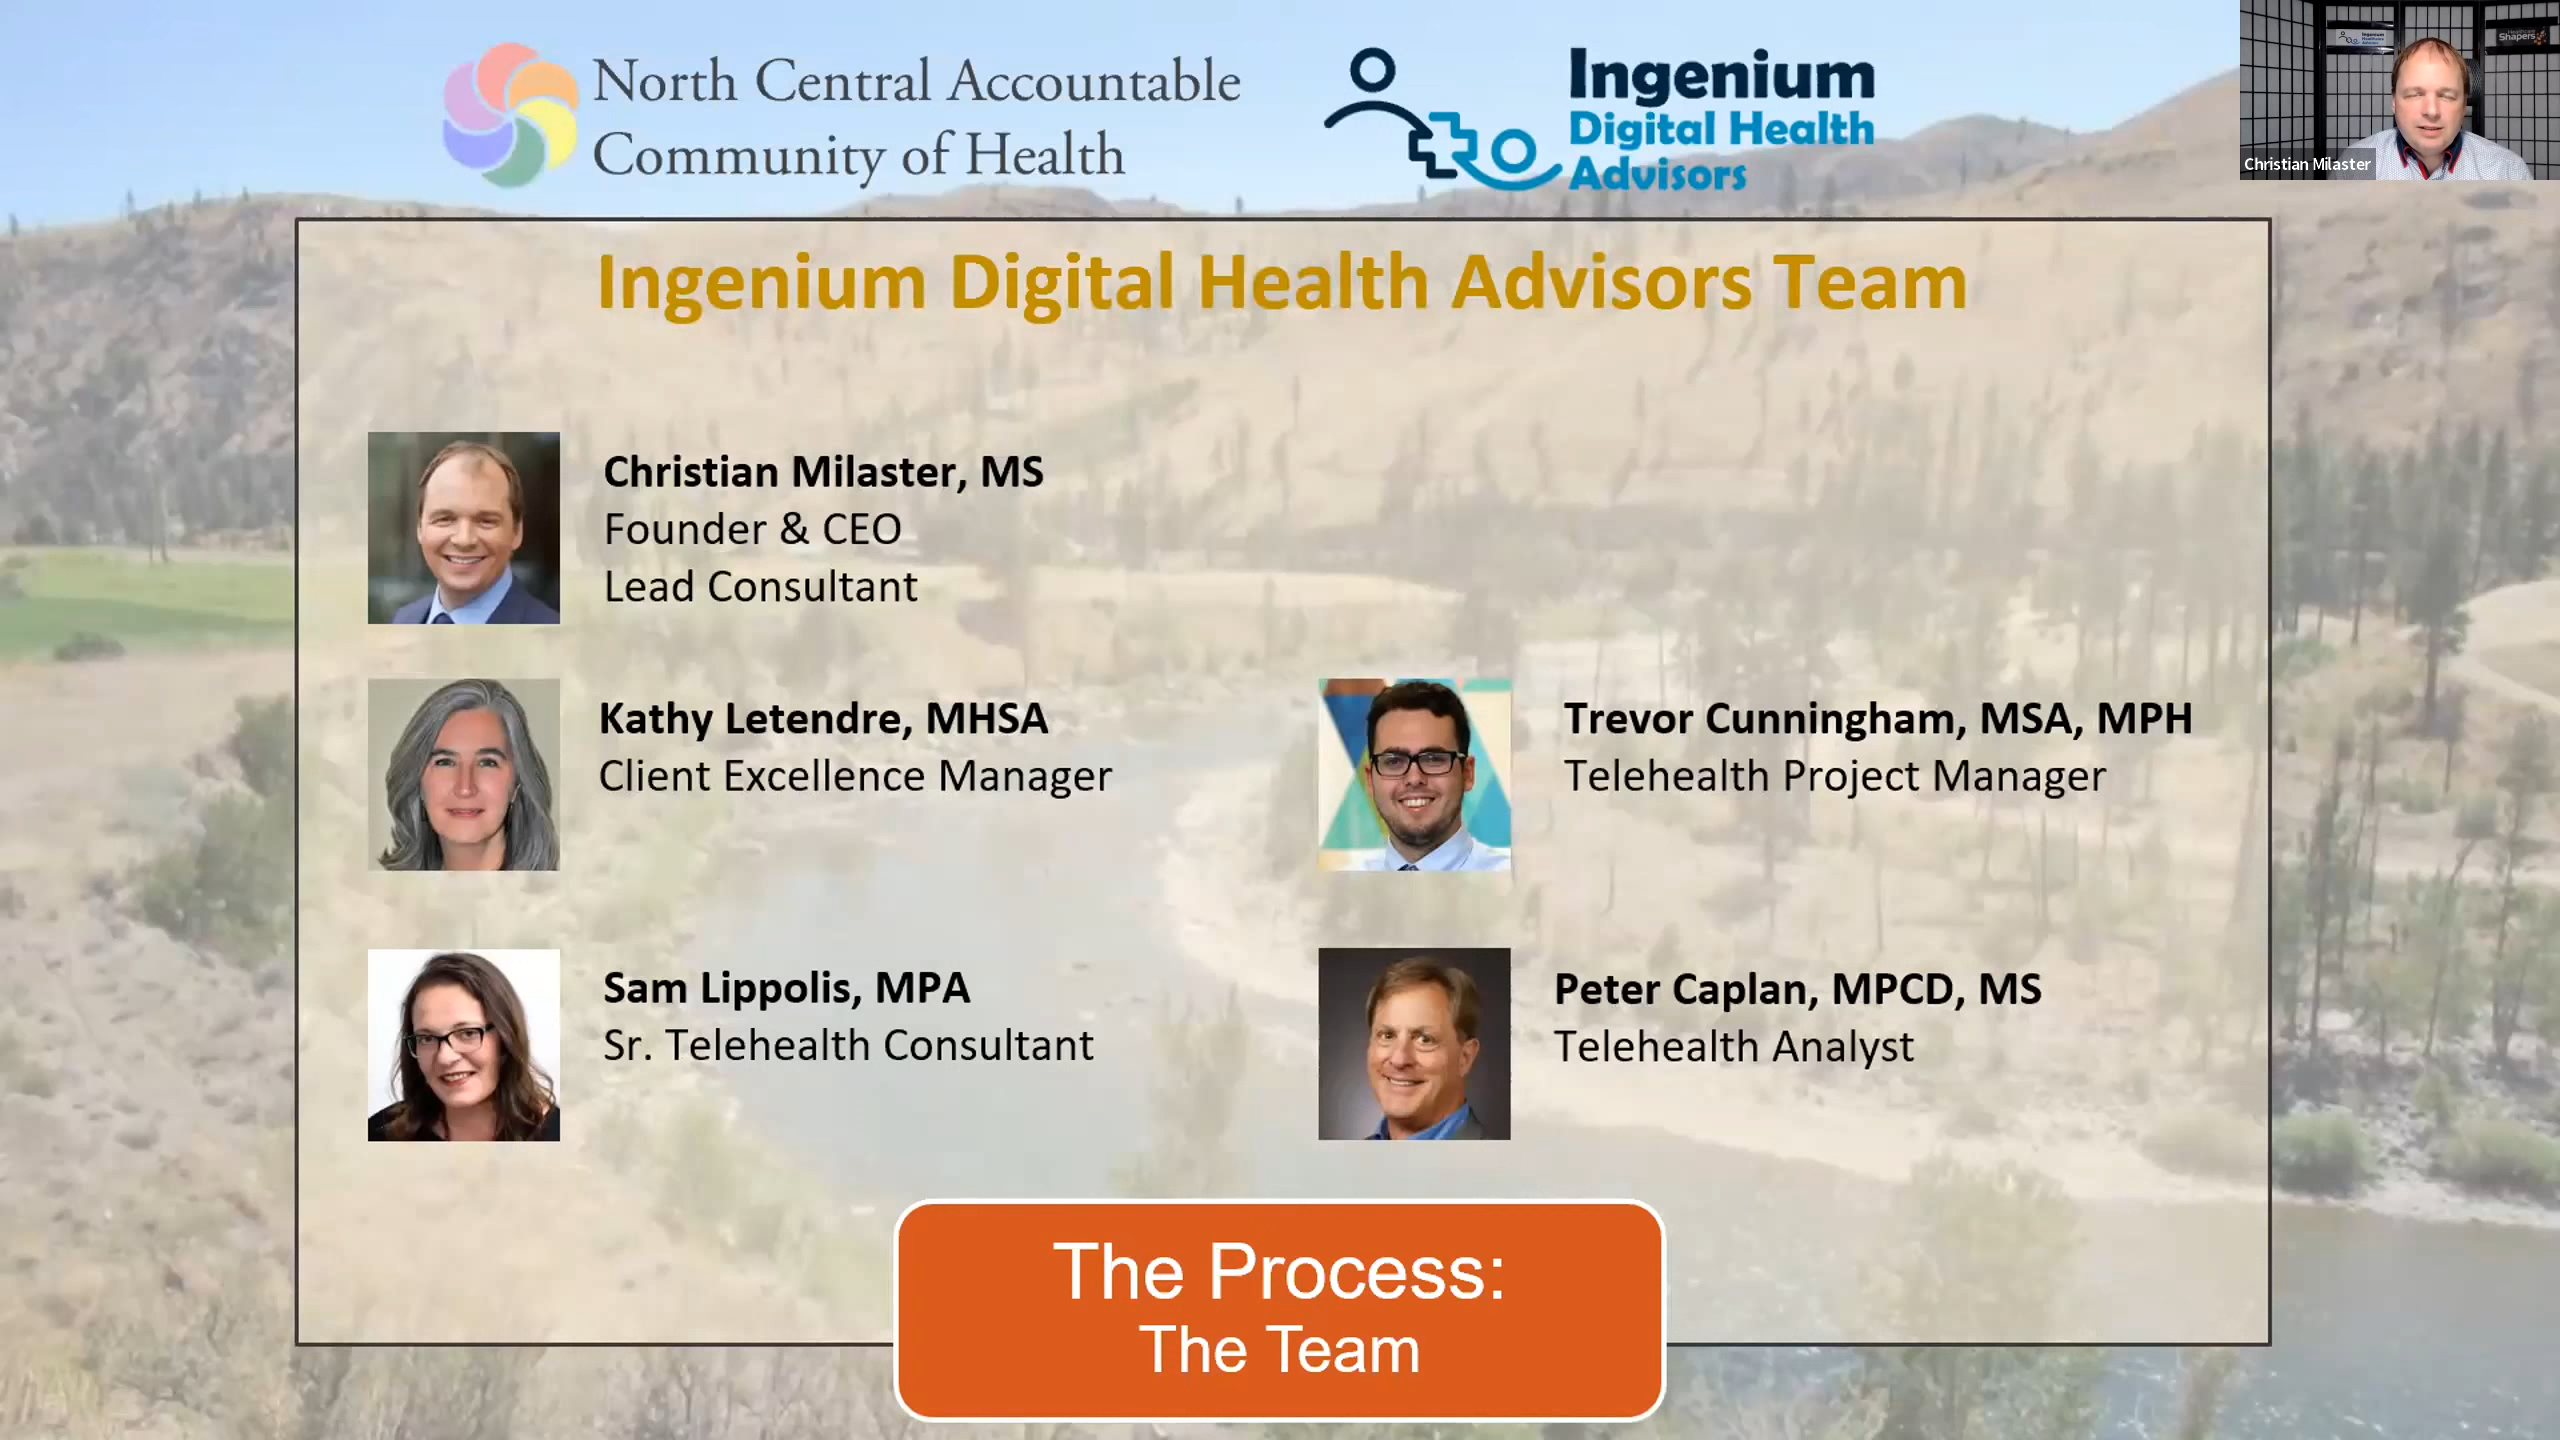 North Central Accountable
Community of Health
Ingenium
Digital Health
Advisors
Ingenium
Shapers
Christian Milaster
Ingenium Digital Health Advisors Team
Christian Milaster, MS
Founder & CEO
Lead Consultant
Kathy Letendre, MHSA
Client Excellence Manager
Trevor Cunningham, MSA, MPH
Telehealth Project Manager
Sam Lippolis, MPA
Sr. Telehealth Consultant
Peter Caplan, MPCD, MS
Telehealth Analyst
The Process:
The Team